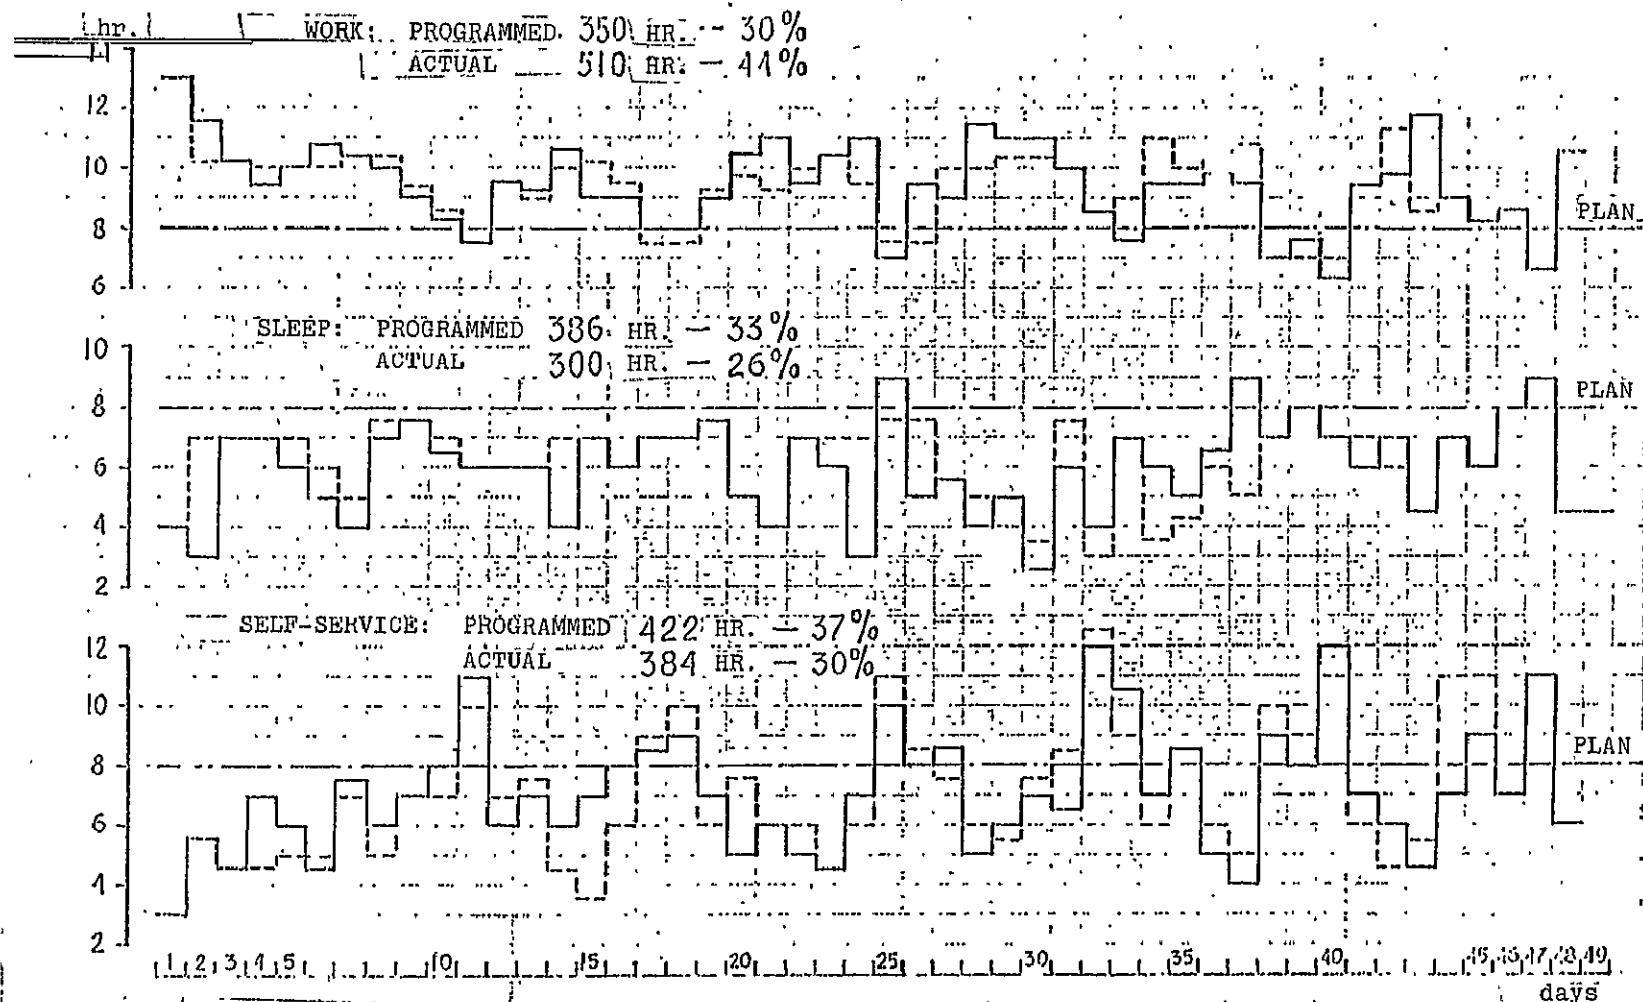 hr. WORK: PROGRAMMED 350 HR. - 30%
ACTUAL 510 HR. - 44%
12
10
8 PLAN
6
SLEEP: PROGRAMMED 386 HR. - 33%
10 ACTUAL 300 HR. - 26%
8 PLAN
6
4
2
SELF-SERVICE: PROGRAMMED 422 HR. - 37%
12 ACTUAL 384 HR. - 30%
10
8 PLAN
6
4
2
1 2 3 4 5 10 15 20 25 30 35 40 45 47 48 49
days